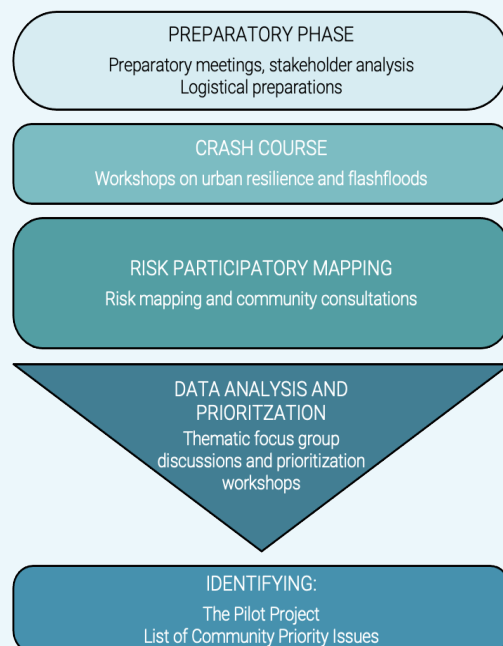 PREPARATORY PHASE
Preparatory meetings, stakeholder analysis
Logistical preparations
CRASH COURSE
Workshops on urban resilience and flashfloods
RISK PARTICIPATORY MAPPING
Risk mapping and community consultations
DATA ANALYSIS AND
PRIORITZATION
Thematic focus group
discussions and prioritization
workshops
IDENTIFYING:
The Pilot Project
List of Community Priority Issues